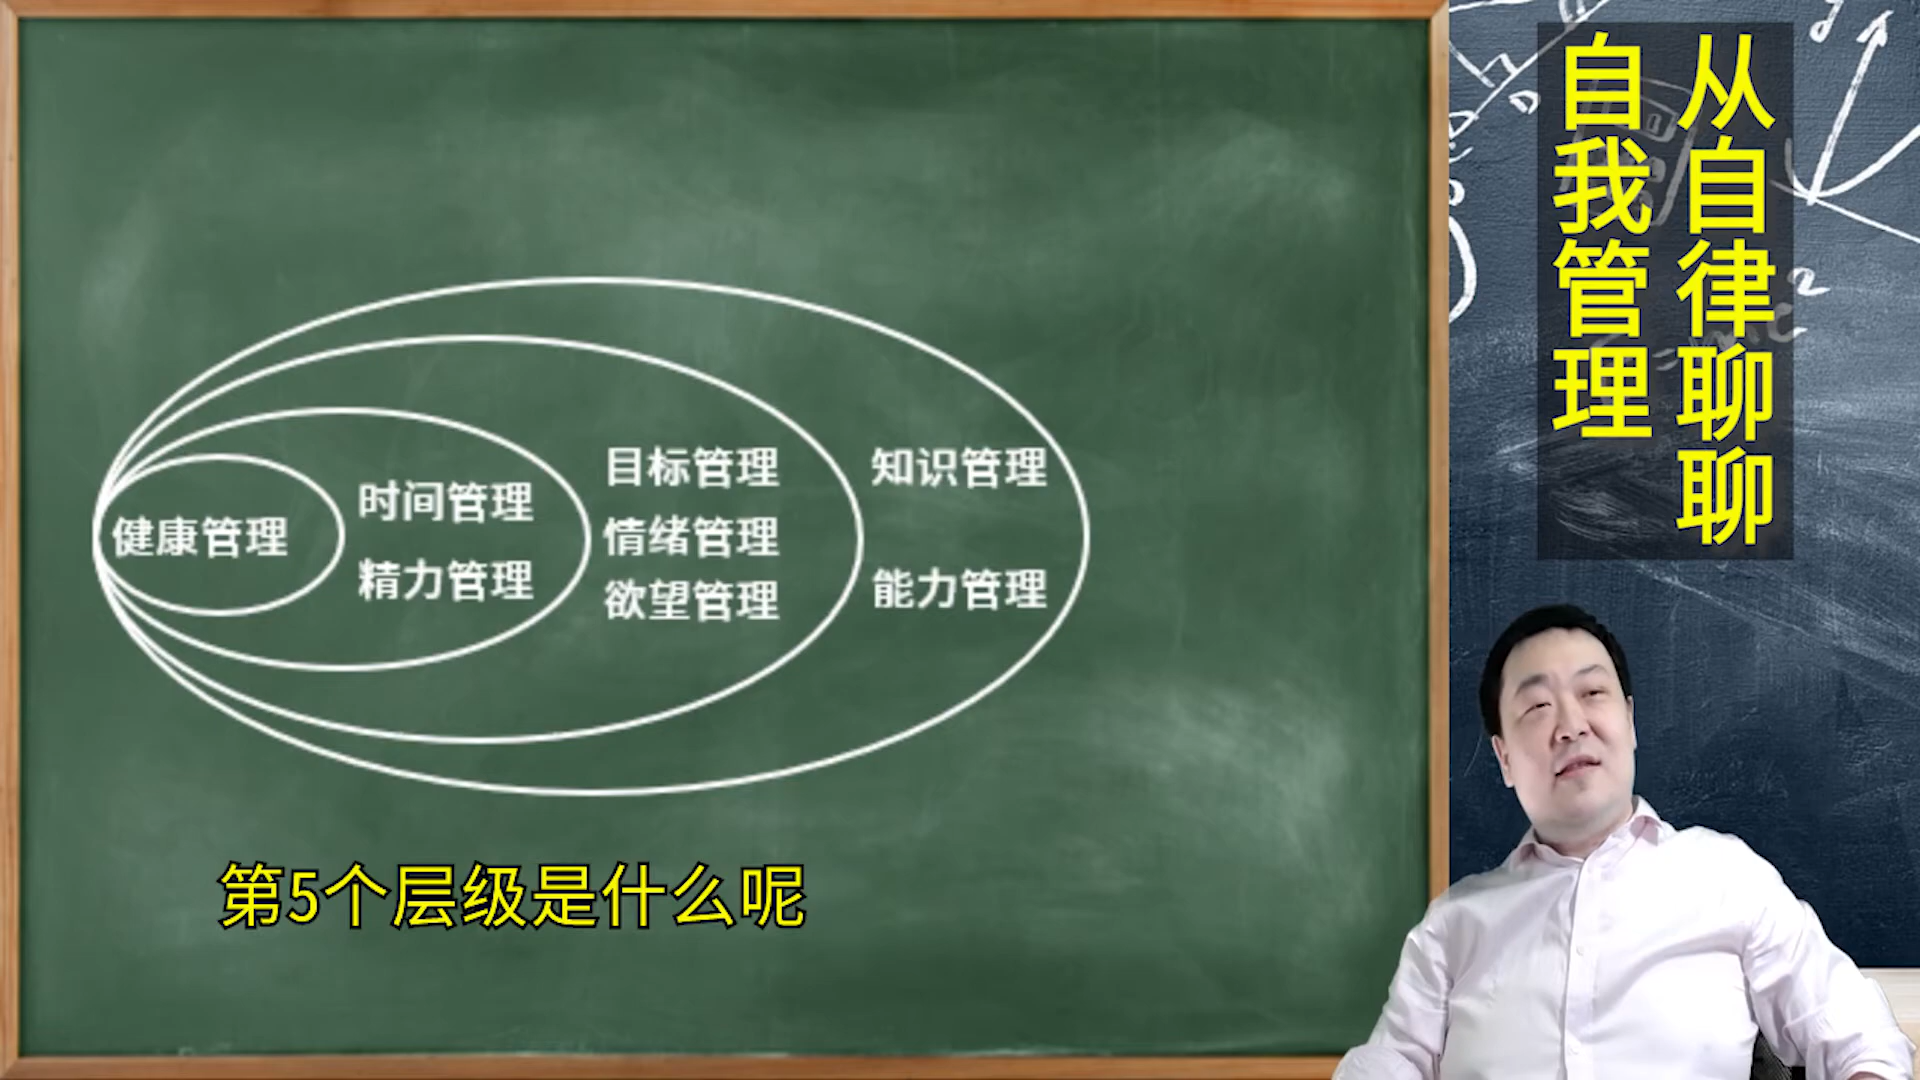 从自律聊聊
自我管理
健康管理
时间管理
精力管理
目标管理
情绪管理
欲望管理
知识管理
能力管理
第5个层级是什么呢